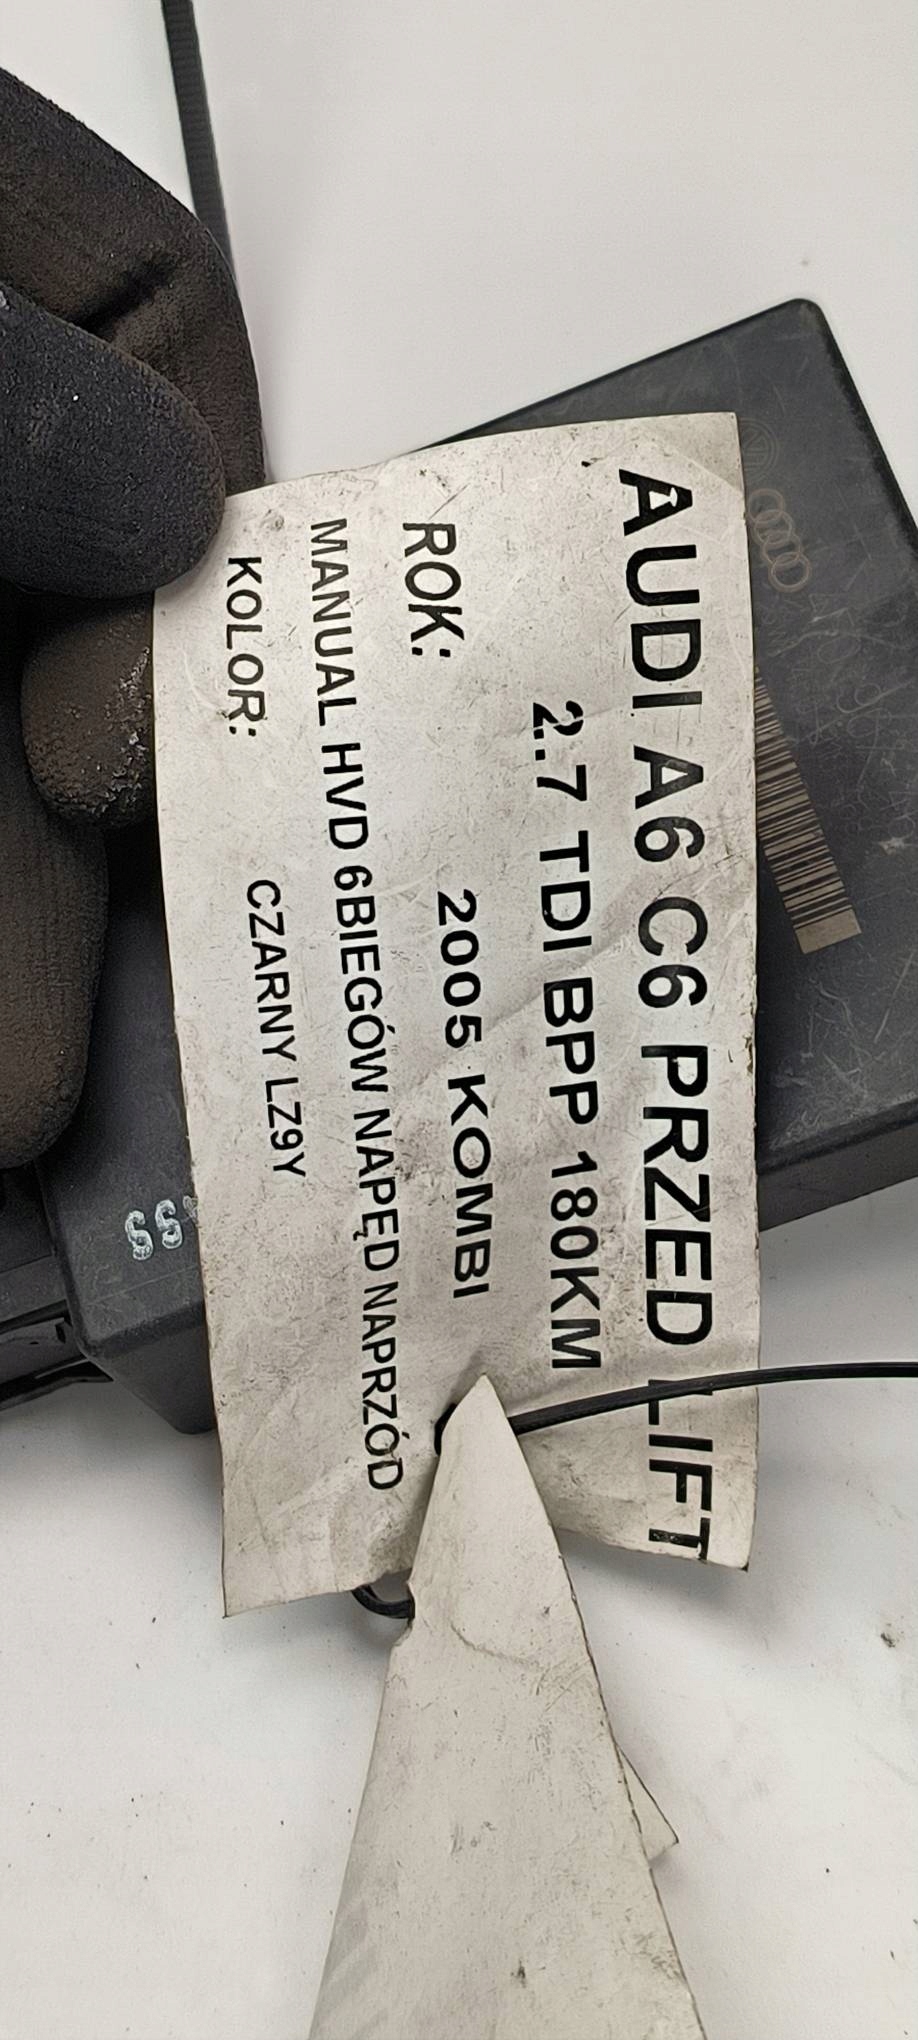 AUDI A6 C6 PRZED LIFT
2.7 TDI BPP 180KM
ROK: 2005 KOMBI
MANUAL HVD 6BIEGÓW NAPĘD NAPRZÓD
KOLOR: CZARNY LZ9Y